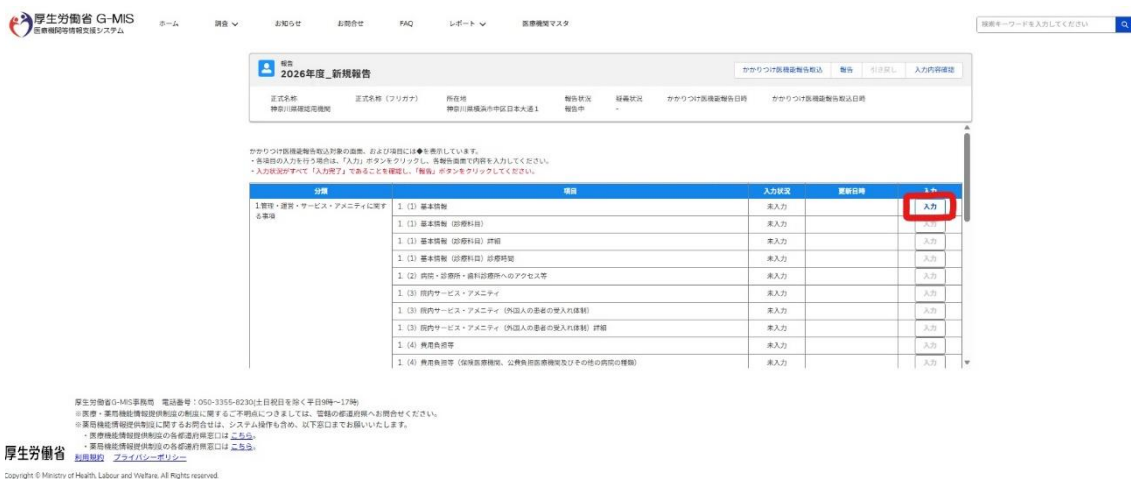 厚生労働省 G-MIS
医療機関等情報支援システム
ホーム 調査 お知らせ お問合せ FAQ レポート 医療機関マスタ
検索キーワードを入力してください
報告
2026年度_新規報告
かかりつけ医機能報告取込 報告 引き戻し 入力内容確認
正式名称 正式名称（フリガナ） 所在地 報告状況 疑義状況 かかりつけ医機能報告日時 かかりつけ医機能報告取込日時
神奈川県確認用機関 神奈川県横浜市中区日本大通1 報告中 -
かかりつけ医機能報告取込対象の画面、および項目には◆を表示しています。
・各項目の入力を行う場合は、「入力」ボタンをクリックし、各報告画面で内容を入力してください。
・入力状況がすべて「入力完了」であることを確認し、「報告」ボタンをクリックしてください。
分類 項目 入力状況 更新日時 入力
1.管理・運営・サービス・アメニティに関する事項 1.（1）基本情報 未入力 入力
1.（1）基本情報（診療科目） 未入力 入力
1.（1）基本情報（診療科目）詳細 未入力 入力
1.（1）基本情報（診療科目）診療時間 未入力 入力
1.（2）病院・診療所・歯科診療所へのアクセス等 未入力 入力
1.（3）院内サービス・アメニティ 未入力 入力
1.（3）院内サービス・アメニティ（外国人の患者の受入れ体制） 未入力 入力
1.（3）院内サービス・アメニティ（外国人の患者の受入れ体制）詳細 未入力 入力
1.（4）費用負担等 未入力 入力
1.（4）費用負担等（保険医療機関、公費負担医療機関及びその他の病院の種類） 未入力 入力
厚生労働省G-MIS事務局 電話番号：050-3355-8230(土日祝日を除く平日9時～17時)
※医療・薬局機能情報提供制度の制度に関するご不明点につきましては、管轄の都道府県へお問合せください。
※薬局機能情報提供制度に関するお問合せは、システム操作も含め、以下窓口までお願いいたします。
・医療機能情報提供制度の各都道府県窓口は こちら。
・薬局機能情報提供制度の各都道府県窓口は こちら。
厚生労働省 利用規約 プライバシーポリシー
Copyright © Ministry of Health, Labour and Welfare, All Rights reserved.